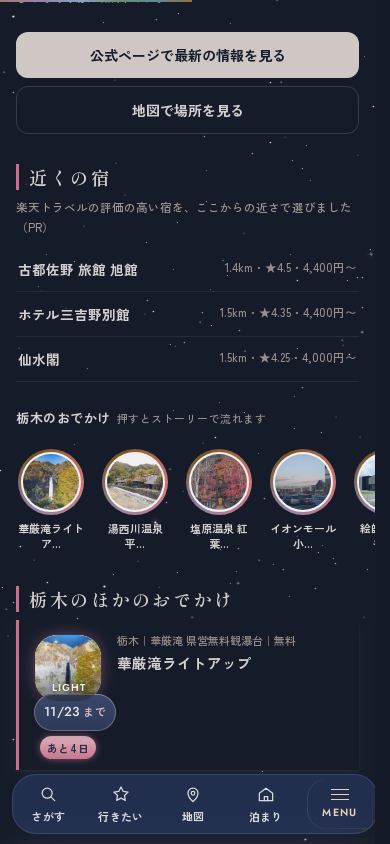 公式ページで最新の情報を見る
地図で場所を見る
近くの宿
楽天トラベルの評価の高い宿を、ここからの近さで選びました
（PR）
古都佐野 旅館 旭館 1.4km・★4.5・4,400円〜
ホテル三吉野別館 1.5km・★4.35・4,400円〜
仙水閣 1.5km・★4.25・4,000円〜
栃木のおでかけ 押すとストーリーで流れます
華厳滝ライト
ア...
湯西川温泉
平...
塩原温泉 紅
葉...
イオンモール
小...
栃木のほかのおでかけ
栃木｜華厳滝 県営無料観瀑台｜無料
華厳滝ライトアップ
LIGHT
11/23 まで
あと4日
さがす 行きたい 地図 泊まり MENU